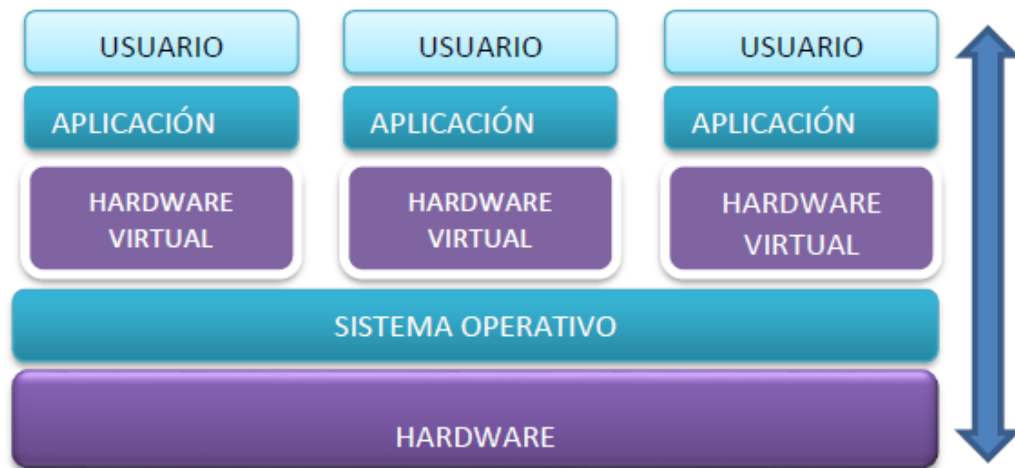 USUARIO
USUARIO
USUARIO
APLICACIÓN
APLICACIÓN
APLICACIÓN
HARDWARE
VIRTUAL
HARDWARE
VIRTUAL
HARDWARE
VIRTUAL
SISTEMA OPERATIVO
HARDWARE